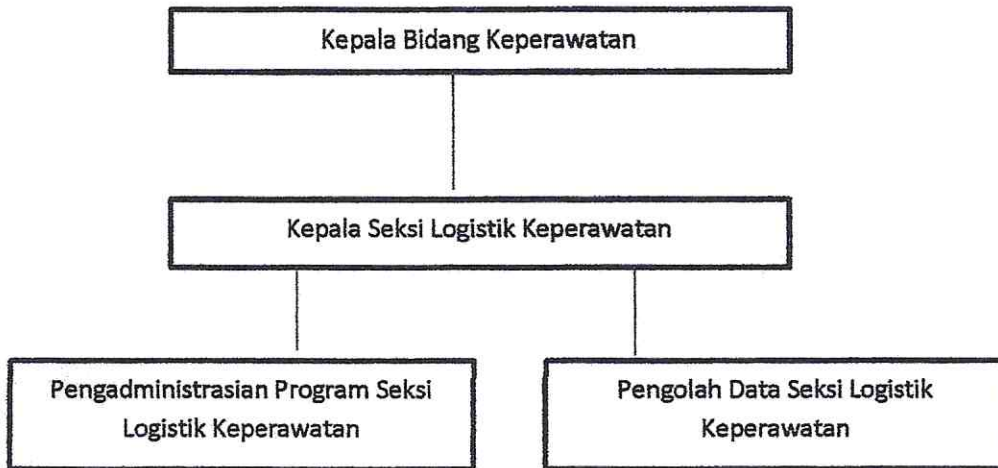 Kepala Bidang Keperawatan
Kepala Seksi Logistik Keperawatan
Pengadministrasian Program Seksi
Logistik Keperawatan
Pengolah Data Seksi Logistik
Keperawatan